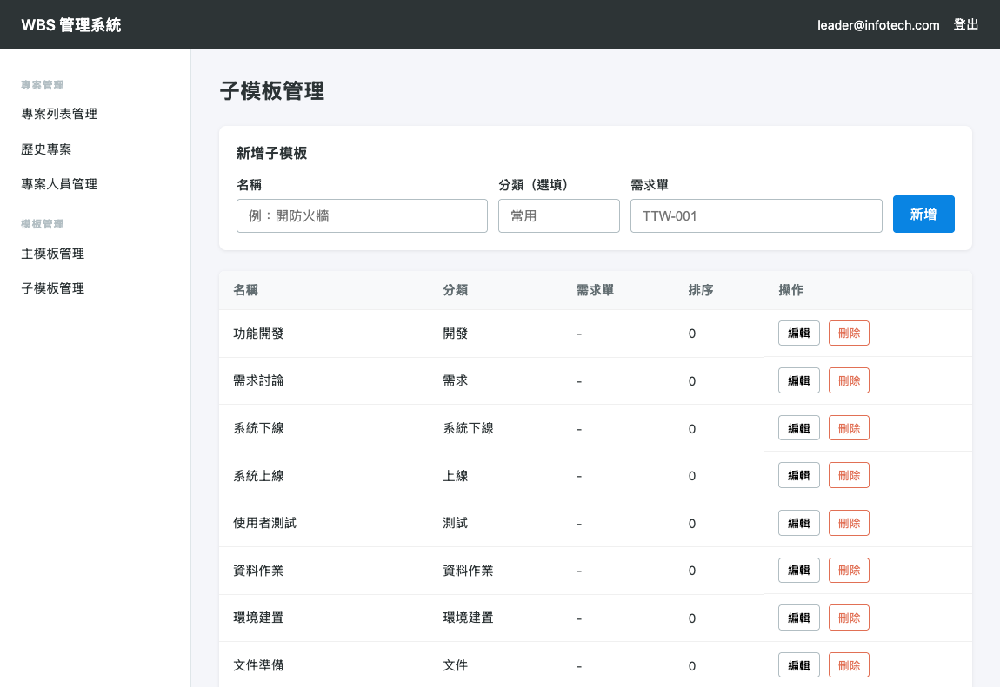 WBS 管理系統
leader@infotech.com 登出
專案管理
專案列表管理
歷史專案
專案人員管理
模板管理
主模板管理
子模板管理
子模板管理
新增子模板
名稱 分類（選填） 需求單
例：開防火牆 常用 TTW-001 新增
名稱 分類 需求單 排序 操作
功能開發 開發 - 0 編輯 刪除
需求討論 需求 - 0 編輯 刪除
系統下線 系統下線 - 0 編輯 刪除
系統上線 上線 - 0 編輯 刪除
使用者測試 測試 - 0 編輯 刪除
資料作業 資料作業 - 0 編輯 刪除
環境建置 環境建置 - 0 編輯 刪除
文件準備 文件 - 0 編輯 刪除